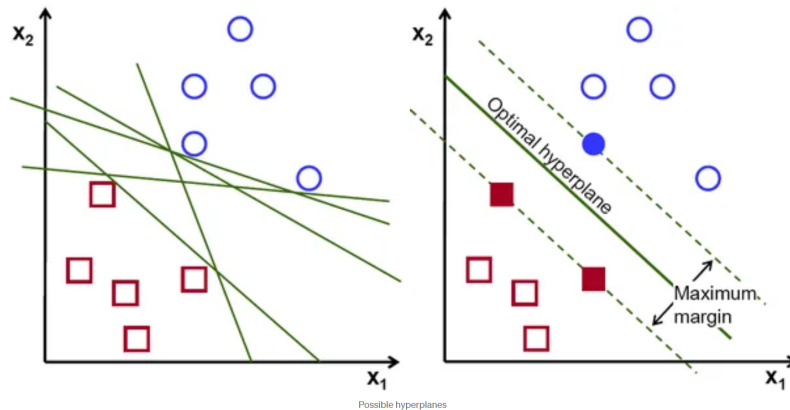 x₂
x₁
x₂
Optimal hyperplane
Maximum
margin
x₁
Possible hyperplanes